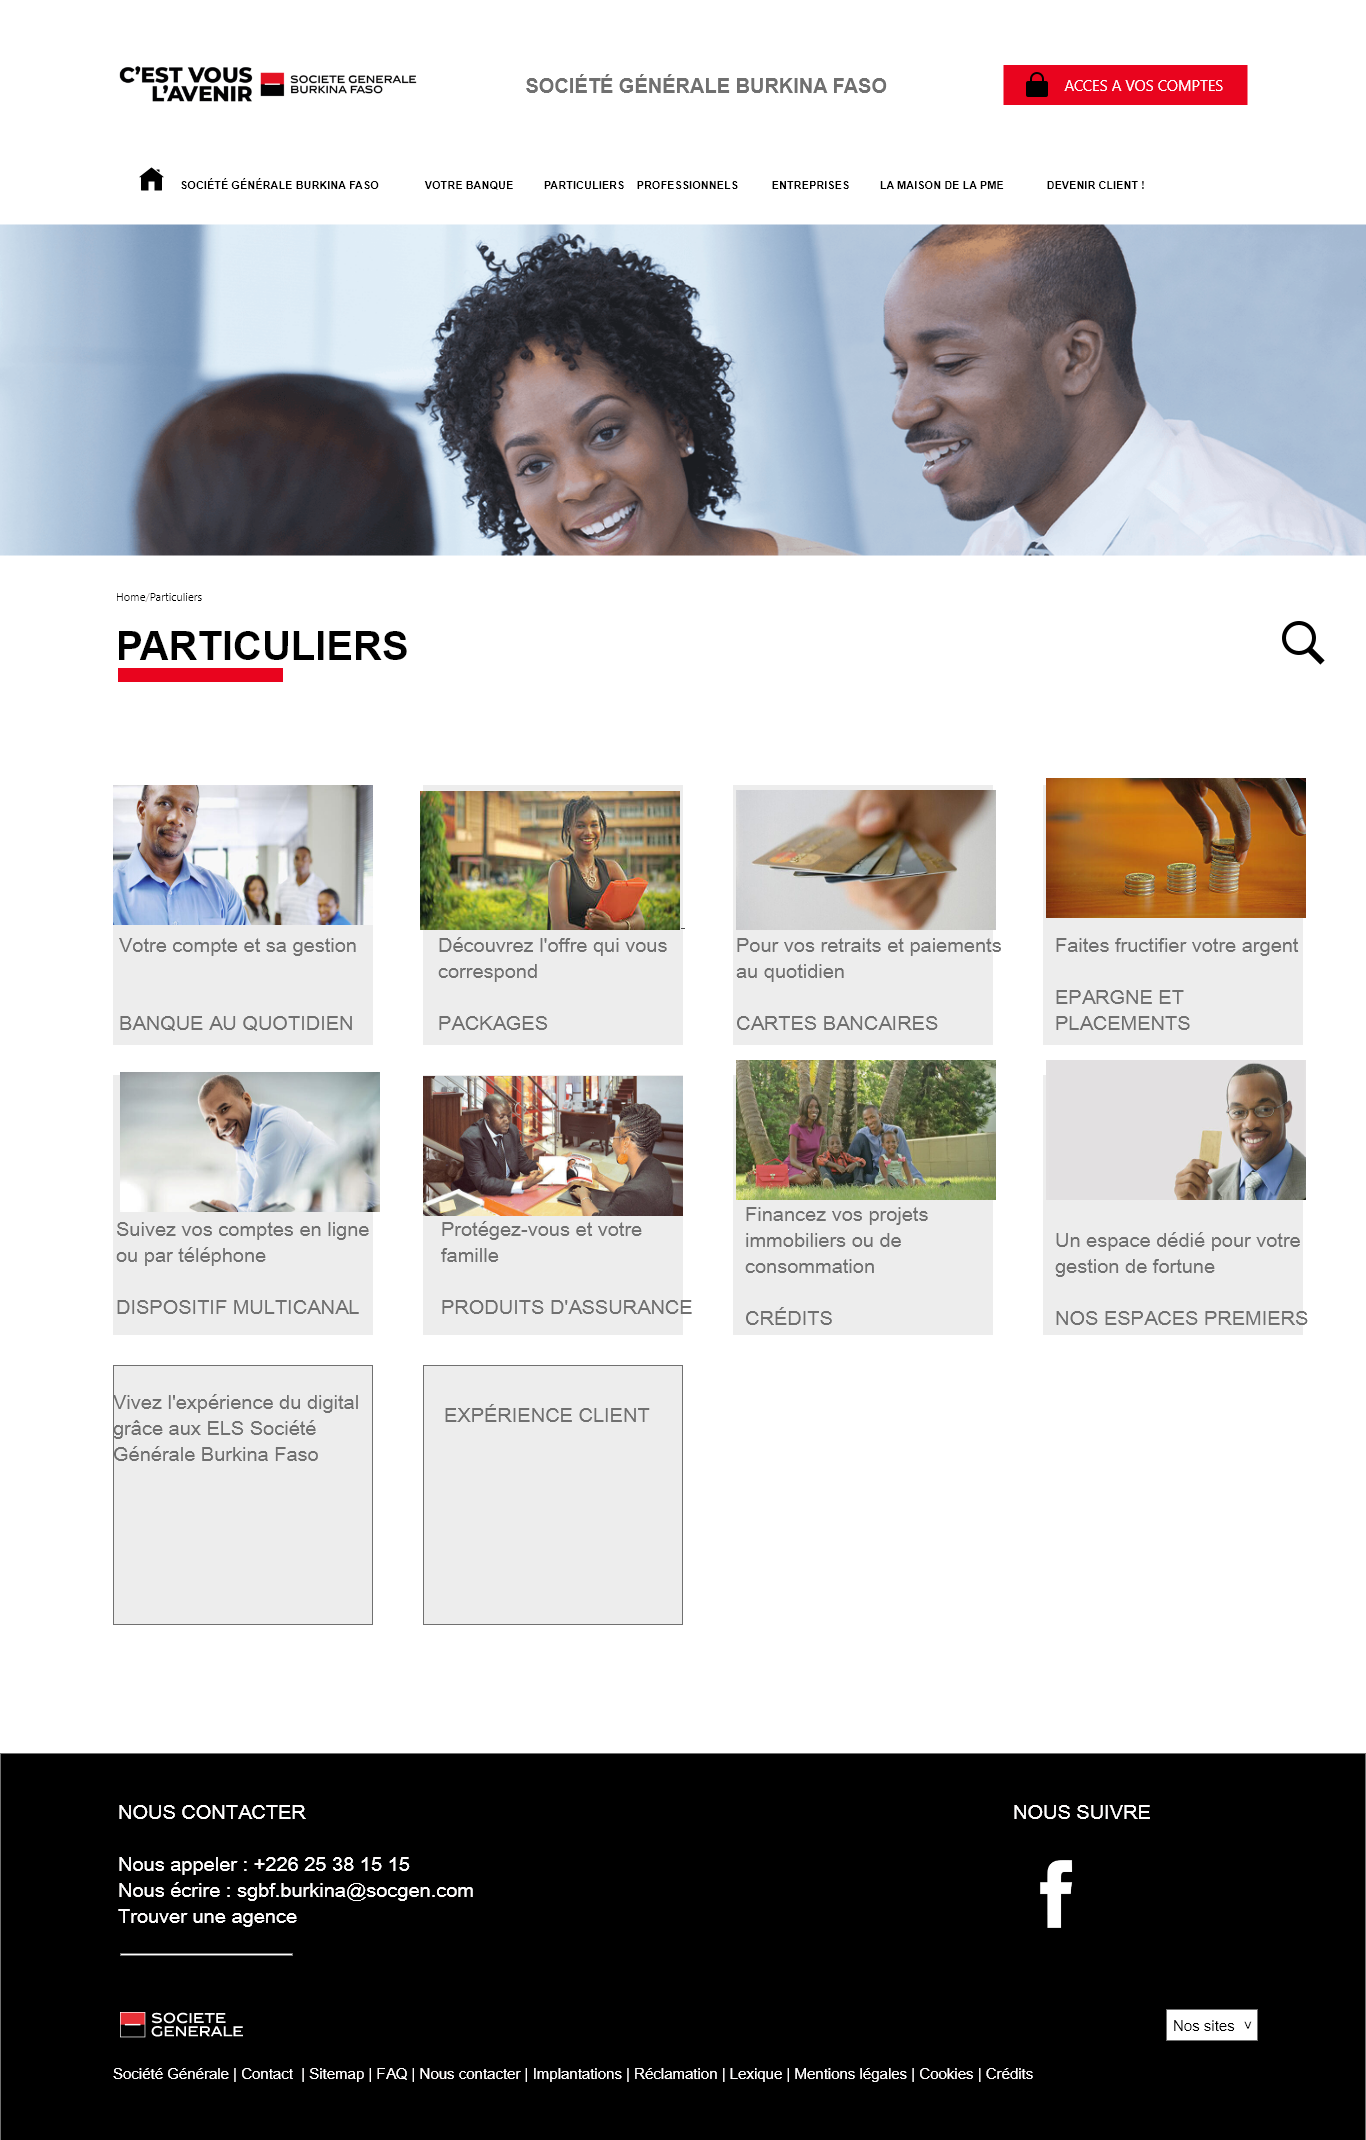 C'EST VOUS
L'AVENIR
SOCIETE GENERALE
BURKINA FASO
SOCIÉTÉ GÉNÉRALE BURKINA FASO
ACCES A VOS COMPTES
SOCIÉTÉ GÉNÉRALE BURKINA FASO
VOTRE BANQUE
PARTICULIERS
PROFESSIONNELS
ENTREPRISES
LA MAISON DE LA PME
DEVENIR CLIENT !
Home/Particuliers
PARTICULIERS
Votre compte et sa gestion
BANQUE AU QUOTIDIEN
Découvrez l'offre qui vous
correspond
PACKAGES
Pour vos retraits et paiements
au quotidien
CARTES BANCAIRES
Faites fructifier votre argent
EPARGNE ET
PLACEMENTS
Suivez vos comptes en ligne
ou par téléphone
DISPOSITIF MULTICANAL
Protégez-vous et votre
famille
PRODUITS D'ASSURANCE
Financez vos projets
immobiliers ou de
consommation
CRÉDITS
Un espace dédié pour votre
gestion de fortune
NOS ESPACES PREMIERS
Vivez l'expérience du digital
grâce aux ELS Société
Générale Burkina Faso
EXPÉRIENCE CLIENT
NOUS CONTACTER
Nous appeler : +226 25 38 15 15
Nous écrire : sgbf.burkina@socgen.com
Trouver une agence
NOUS SUIVRE
SOCIETE
GENERALE
Nos sites v
Société Générale | Contact | Sitemap | FAQ | Nous contacter | Implantations | Réclamation | Lexique | Mentions légales | Cookies | Crédits